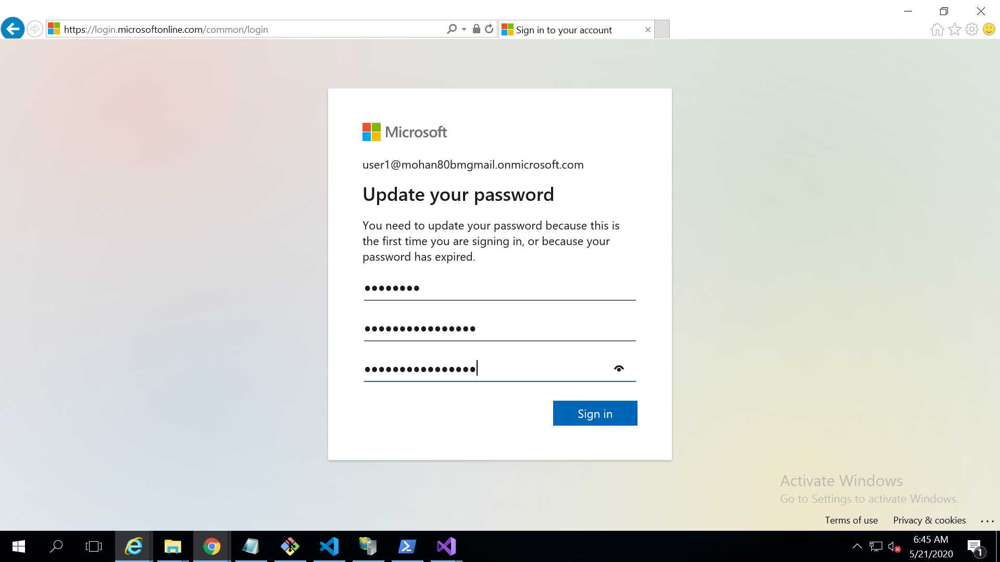 https://login.microsoftonline.com/common/login
Sign in to your account
Microsoft
user1@mohan80bmgmail.onmicrosoft.com
Update your password
You need to update your password because this is
the first time you are signing in, or because your
password has expired.
Sign in
Activate Windows
Go to Settings to activate Windows.
Terms of use
Privacy & cookies
...
6:45 AM
5/21/2020
1